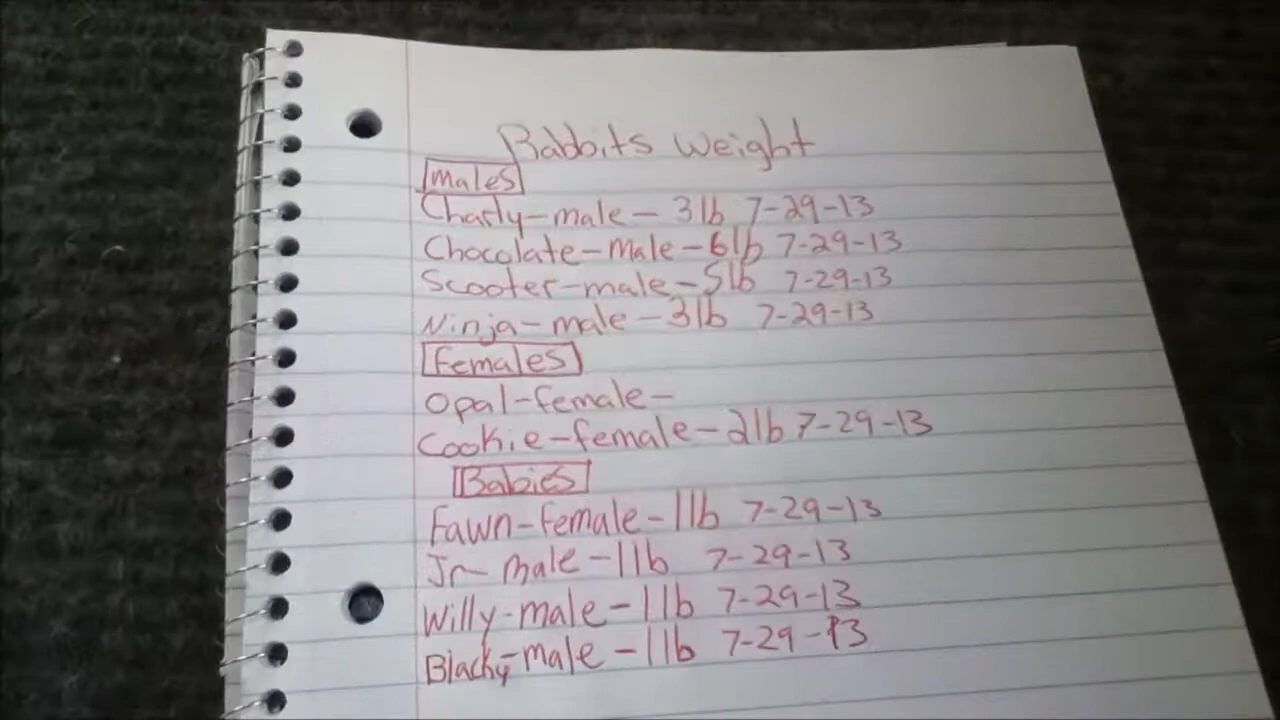 Rabbits Weight
Males
Charly-male- 3lb 7-29-13
Chocolate-Male-6lb 7-29-13
Scooter-male-5lb 7-29-13
Ninja-male-3lb 7-29-13
Females
Opal-female-
Cookie-female-2lb 7-29-13
Babies
Fawn-female-1lb 7-29-13
Jr- male-1lb 7-29-13
Willy-male-1lb 7-29-13
Blacky-male-1lb 7-29-13